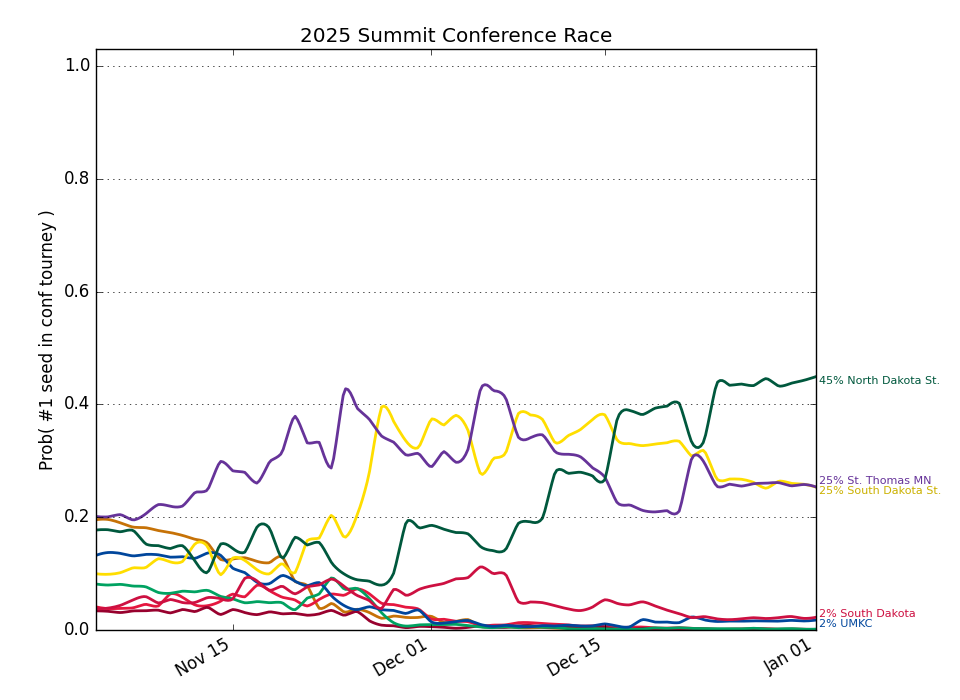 2025 Summit Conference Race
Prob( #1 seed in conf tourney )
1.0
0.8
0.6
0.4
0.2
0.0
Nov 15
Dec 01
Dec 15
Jan 01
45% North Dakota St.
25% St. Thomas MN
25% South Dakota St.
2% South Dakota
2% UMKC